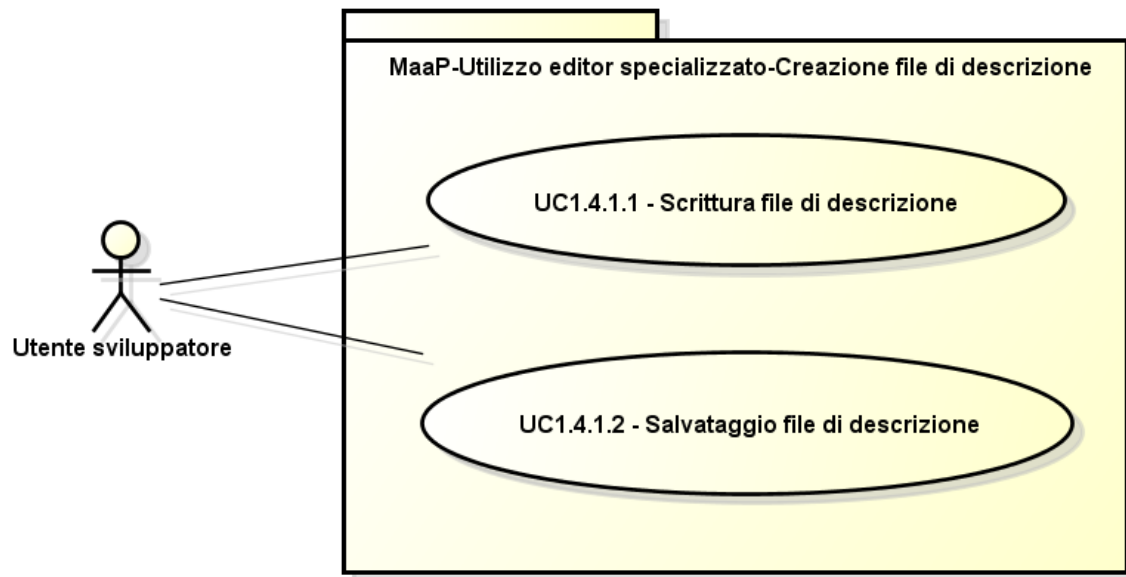 MaaP-Utilizzo editor specializzato-Creazione file di descrizione
UC1.4.1.1 - Scrittura file di descrizione
Utente sviluppatore
UC1.4.1.2 - Salvataggio file di descrizione